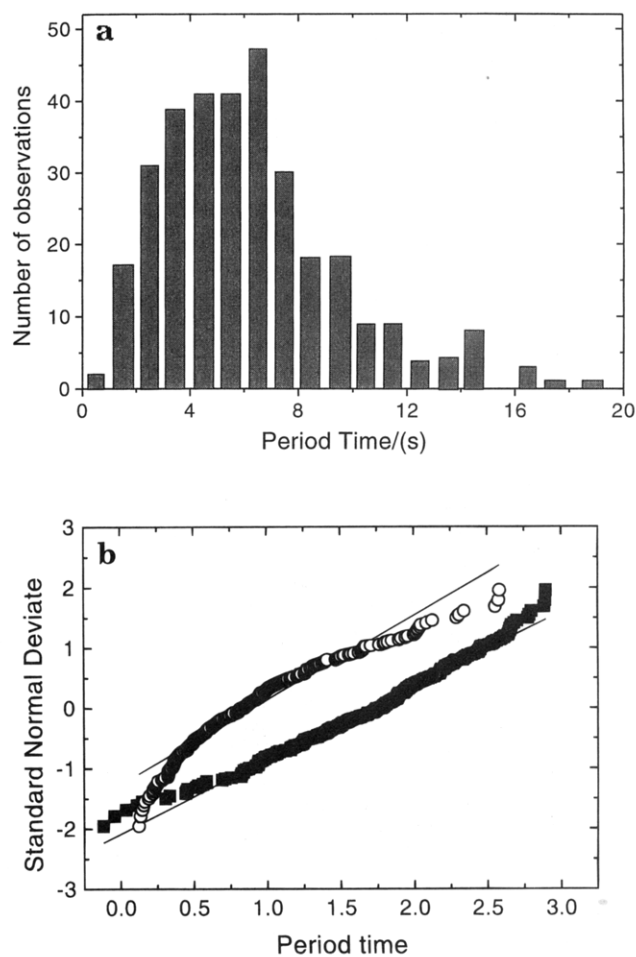 a
50
40
30
20
10
0
Number of observations
0 4 8 12 16 20
Period Time/(s)
b
3
2
1
0
-1
-2
-3
Standard Normal Deviate
0.0 0.5 1.0 1.5 2.0 2.5 3.0
Period time